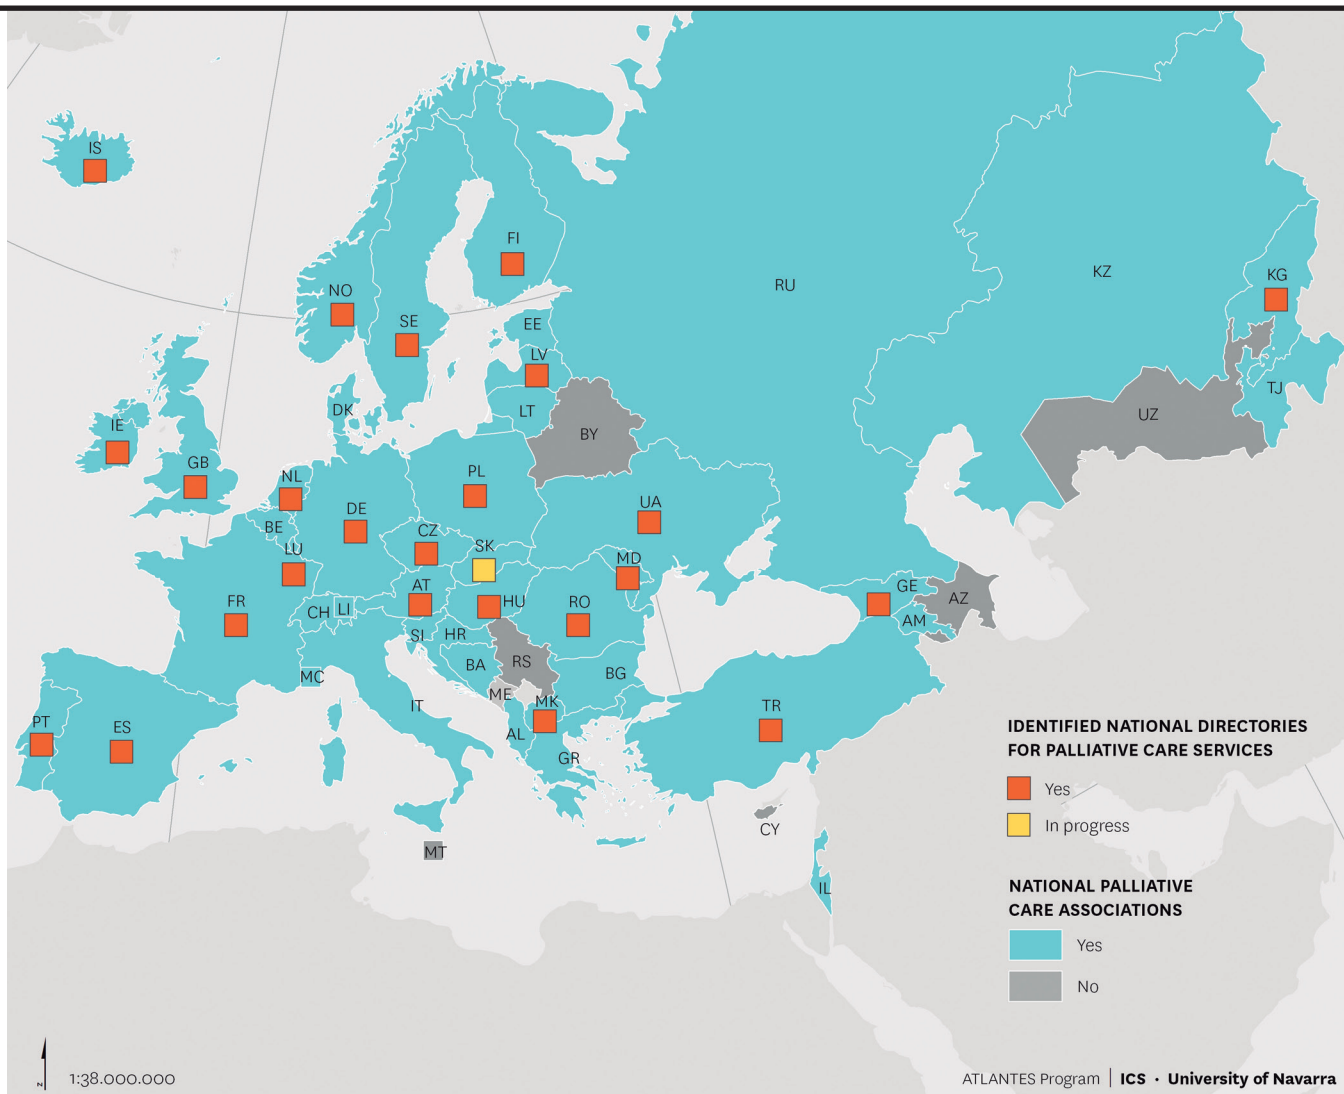 IS
FI
RU
KZ
KG
NO
SE
EE
LV
LT
DK
BY
TJ
UZ
IE
GB
NL
PL
DE
UA
BE
CZ
SK
LU
MD
AT
FR
CH
LI
HU
RO
GE
AZ
AM
SI
HR
BA
RS
BG
MC
ME
MK
IT
TR
PT
ES
AL
GR
CY
MT
IL
IDENTIFIED NATIONAL DIRECTORIES
FOR PALLIATIVE CARE SERVICES
Yes
In progress
NATIONAL PALLIATIVE
CARE ASSOCIATIONS
Yes
No
N
1:38.000.000
ATLANTES Program | ICS · University of Navarra